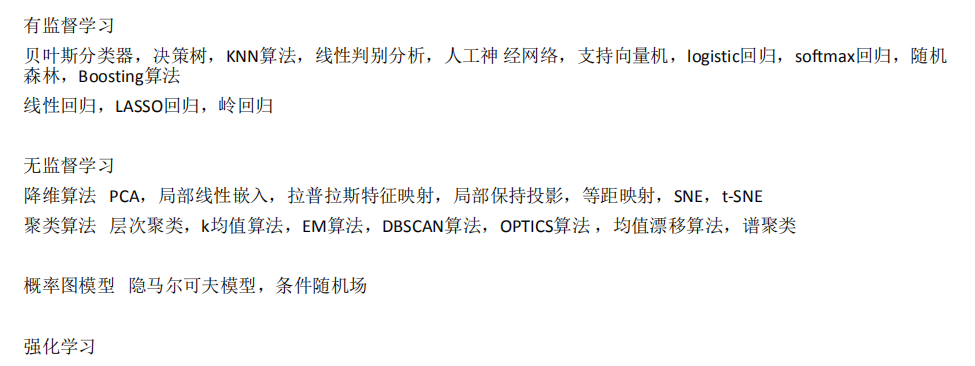 有监督学习
贝叶斯分类器，决策树，KNN算法，线性判别分析，人工神 经网络，支持向量机，logistic回归，softmax回归，随机
森林，Boosting算法
线性回归，LASSO回归，岭回归
无监督学习
降维算法 PCA，局部线性嵌入，拉普拉斯特征映射，局部保持投影，等距映射，SNE，t-SNE
聚类算法 层次聚类，k均值算法，EM算法，DBSCAN算法，OPTICS算法 ，均值漂移算法，谱聚类
概率图模型 隐马尔可夫模型，条件随机场
强化学习